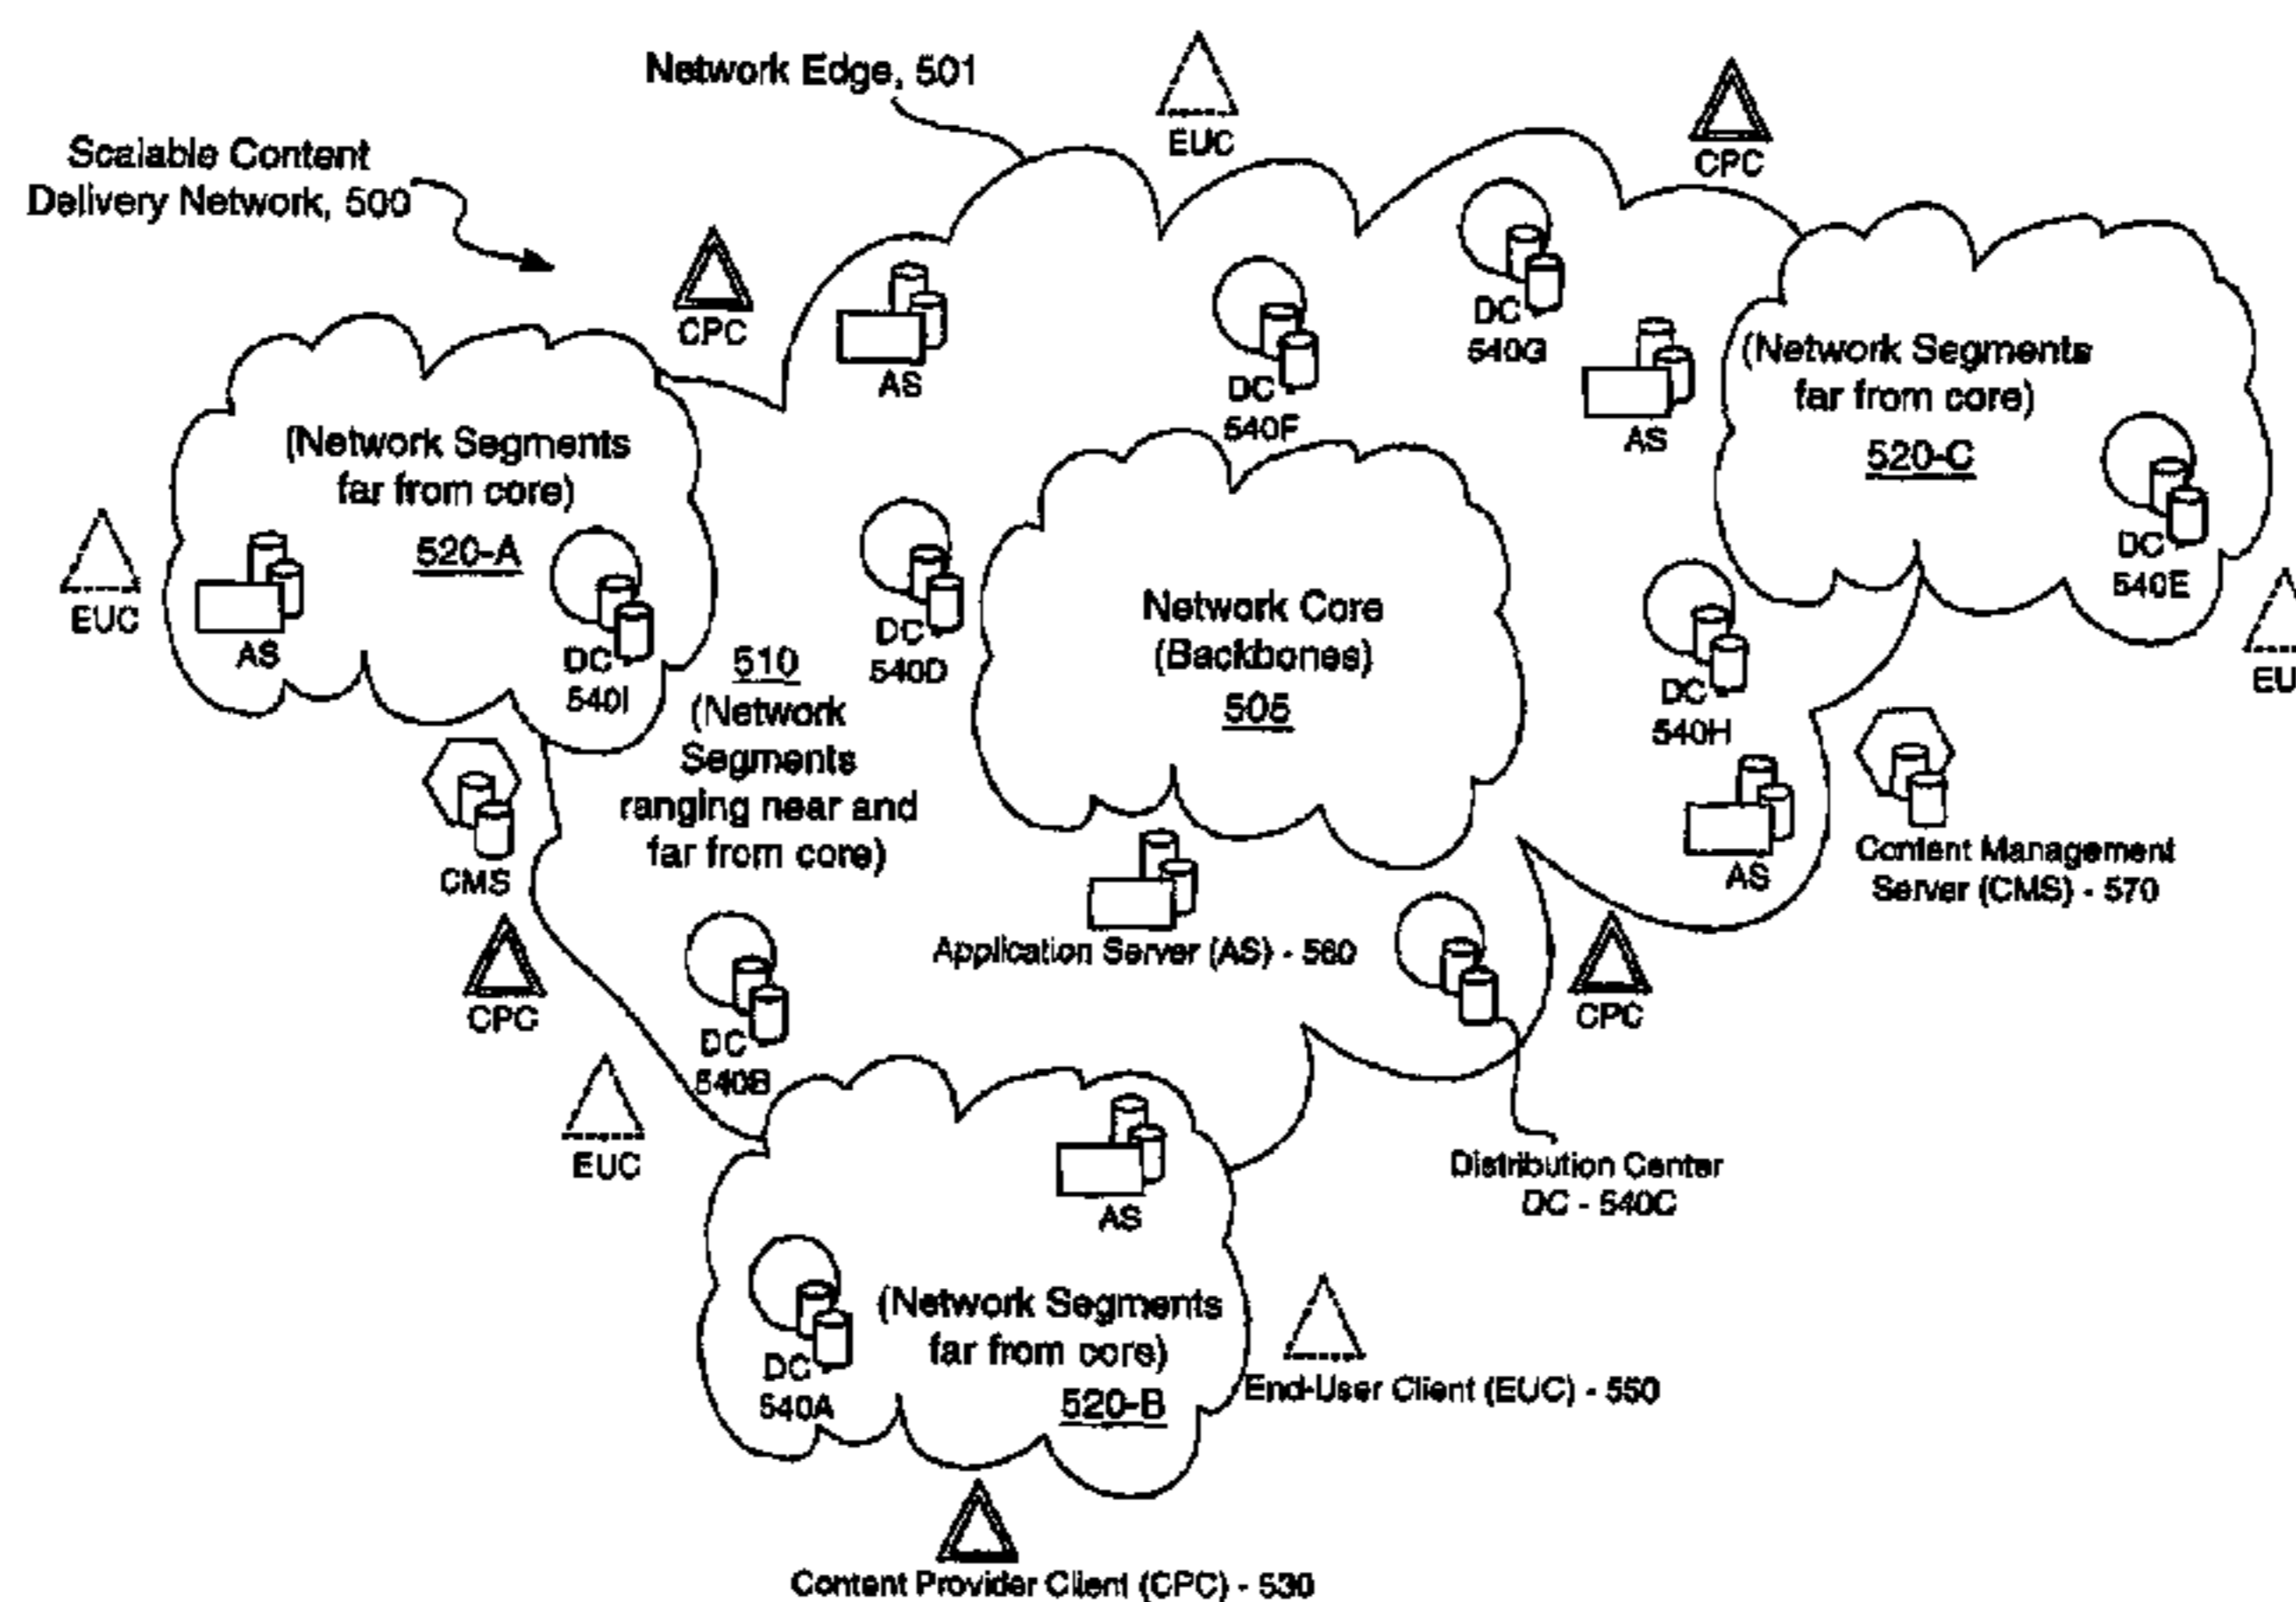 Network Edge, 501
EUC
CPC
Scalable Content
Delivery Network, 500
CPC
AS
DC
540F
DC
540G
AS
(Network Segments
far from core)
520-C
DC
540E
(Network Segments
far from core)
520-A
EUC
AS
DC
540I
DC
540D
510
(Network
Segments
ranging near and
far from core)
Network Core
(Backbones)
505
DC
540H
EU
CMS
AS
Content Management
Server (CMS) - 570
Application Server (AS) - 560
CPC
CPC
DC
540B
EUC
AS
Distribution Center
DC - 540C
DC
540A
(Network Segments
far from core)
520-B
End-User Client (EUC) - 550
Content Provider Client (CPC) - 530